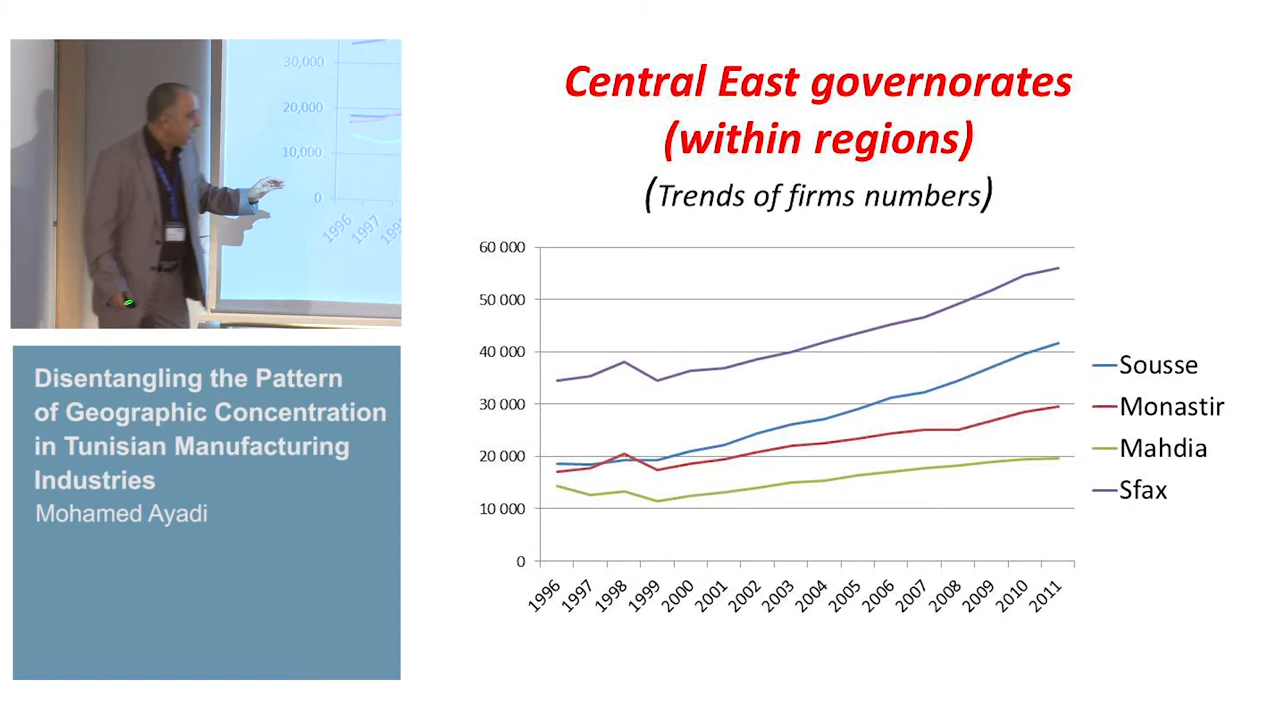 30,000
20,000
10,000
0
1996
1997
Disentangling the Pattern
of Geographic Concentration
in Tunisian Manufacturing
Industries
Mohamed Ayadi
Central East governorates
(within regions)
(Trends of firms numbers)
60 000
50 000
40 000
30 000
20 000
10 000
0
1996 1997 1998 1999 2000 2001 2002 2003 2004 2005 2006 2007 2008 2009 2010 2011
Sousse
Monastir
Mahdia
Sfax